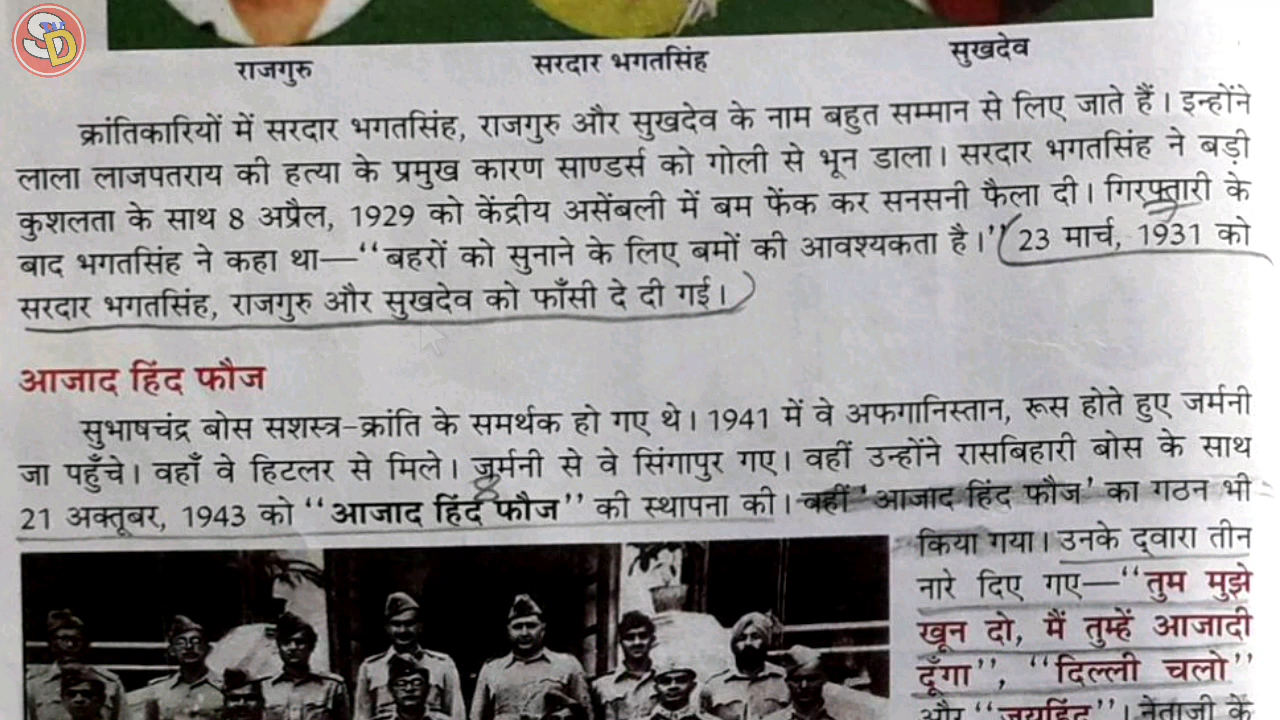 SD
राजगुरु सरदार भगतसिंह सुखदेव
क्रांतिकारियों में सरदार भगतसिंह, राजगुरु और सुखदेव के नाम बहुत सम्मान से लिए जाते हैं। इन्होंने
लाला लाजपतराय की हत्या के प्रमुख कारण साण्डर्स को गोली से भून डाला। सरदार भगतसिंह ने बड़ी
कुशलता के साथ 8 अप्रैल, 1929 को केंद्रीय असेंबली में बम फेंक कर सनसनी फैला दी। गिरफ्तारी के
बाद भगतसिंह ने कहा था—“बहरों को सुनाने के लिए बमों की आवश्यकता है।” 23 मार्च, 1931 को
सरदार भगतसिंह, राजगुरु और सुखदेव को फाँसी दे दी गई।
आजाद हिंद फौज
सुभाषचंद्र बोस सशस्त्र-क्रांति के समर्थक हो गए थे। 1941 में वे अफगानिस्तान, रूस होते हुए जर्मनी
जा पहुँचे। वहाँ वे हिटलर से मिले। जर्मनी से वे सिंगापुर गए। वहीं उन्होंने रासबिहारी बोस के साथ
21 अक्तूबर, 1943 को “आजाद हिंद फौज” की स्थापना की। वहीं ‘आजाद हिंद फौज’ का गठन भी
किया गया। उनके द्वारा तीन
नारे दिए गए—“तुम मुझे
खून दो, मैं तुम्हें आजादी
दूँगा”, “दिल्ली चलो”
और “जयहिंद”। नेताजी के